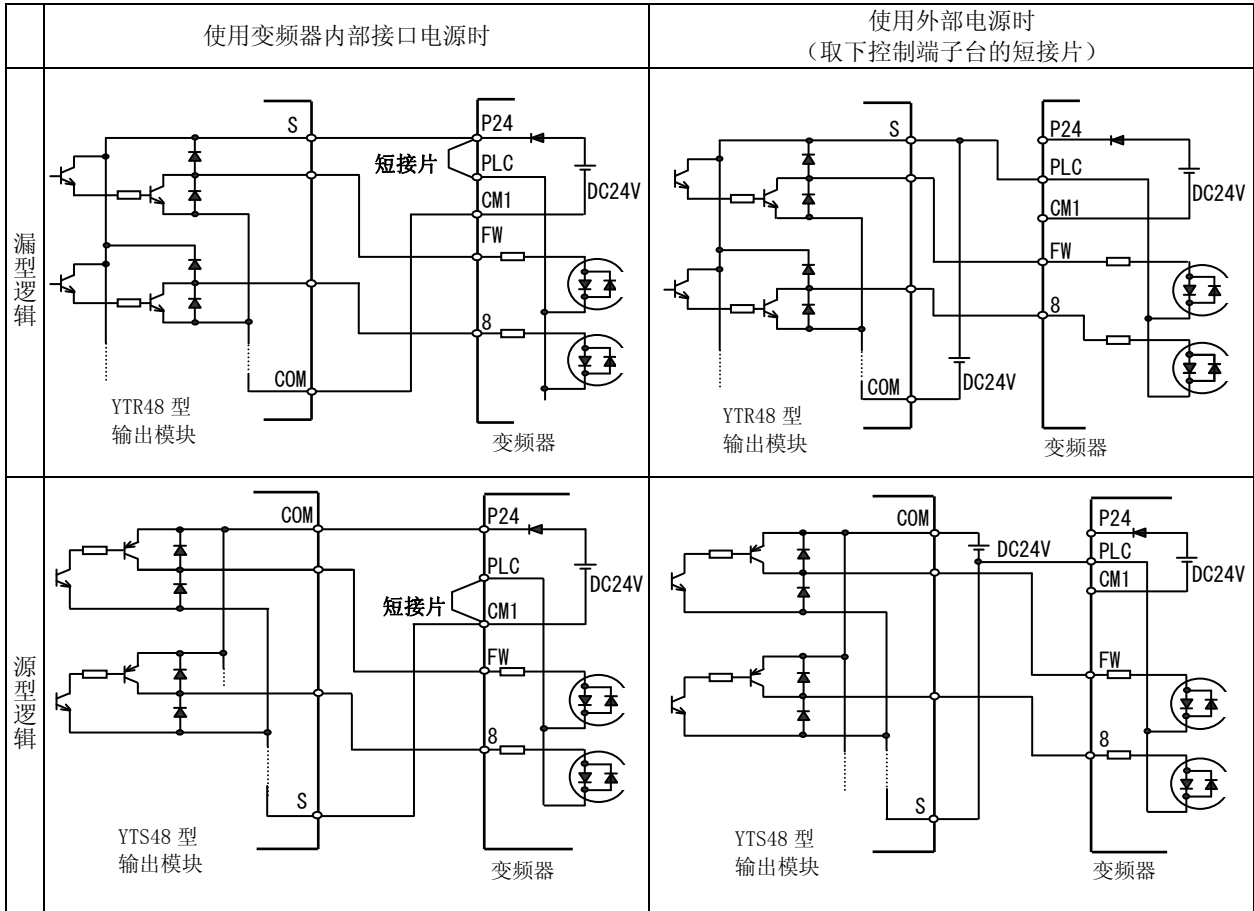 使用变频器内部接口电源时
使用外部电源时
（取下控制端子台的短接片）
漏型逻辑
S
P24
短接片
PLC
DC24V
CM1
FW
8
COM
YTR48 型
输出模块
变频器
S
P24
PLC
DC24V
CM1
FW
8
DC24V
COM
YTR48 型
输出模块
变频器
源型逻辑
COM
P24
PLC
DC24V
短接片
CM1
FW
8
S
YTS48 型
输出模块
变频器
COM
P24
DC24V
PLC
DC24V
CM1
FW
8
S
YTS48 型
输出模块
变频器